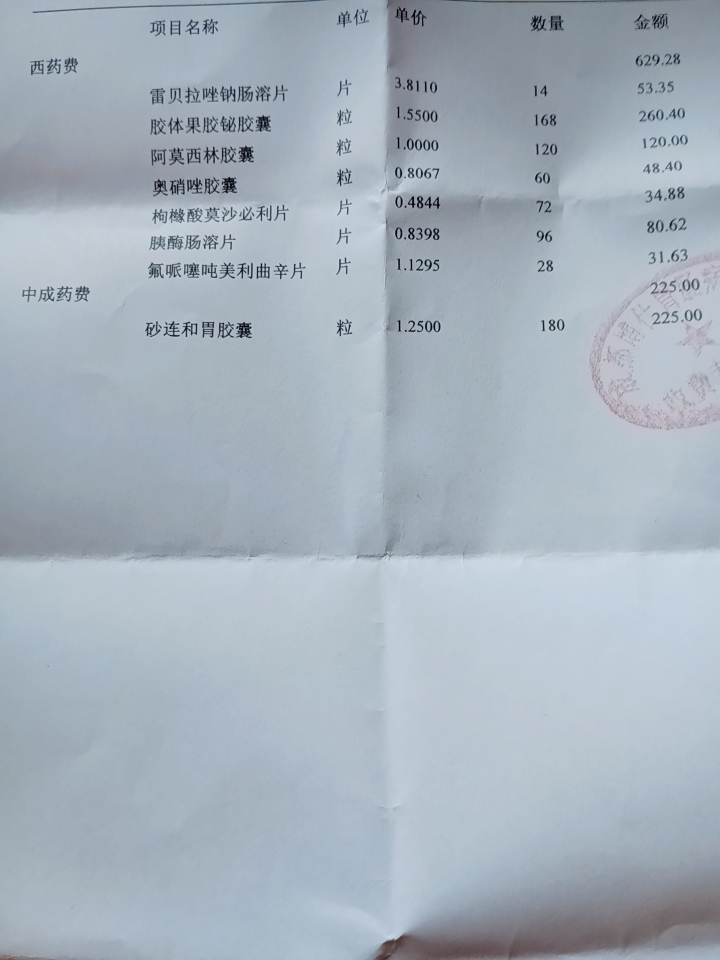 项目名称 单位 单价 数量 金额
西药费 629.28
雷贝拉唑钠肠溶片 片 3.8110 14 53.35
胶体果胶铋胶囊 粒 1.5500 168 260.40
阿莫西林胶囊 粒 1.0000 120 120.00
奥硝唑胶囊 粒 0.8067 60 48.40
枸橼酸莫沙必利片 片 0.4844 72 34.88
胰酶肠溶片 片 0.8398 96 80.62
氟哌噻吨美利曲辛片 片 1.1295 28 31.63
中成药费 225.00
砂连和胃胶囊 粒 1.2500 180 225.00